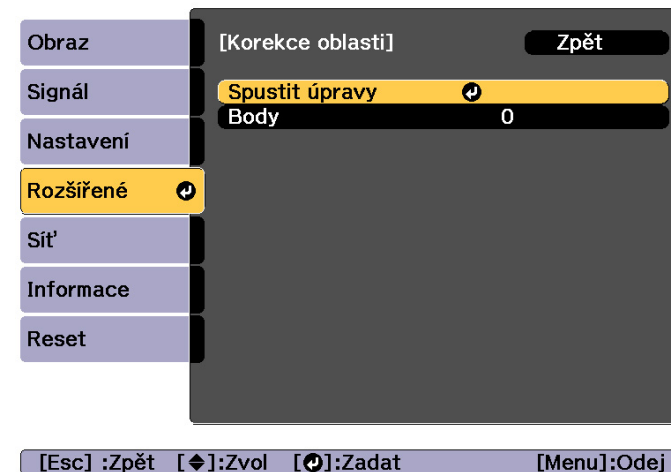 Obraz
Signál
Nastavení
Rozšířené
Síť
Informace
Reset
[Korekce oblasti] Zpět
Spustit úpravy
Body 0
[Esc] :Zpět [ ]:Zvol [ ]:Zadat [Menu]:Odej